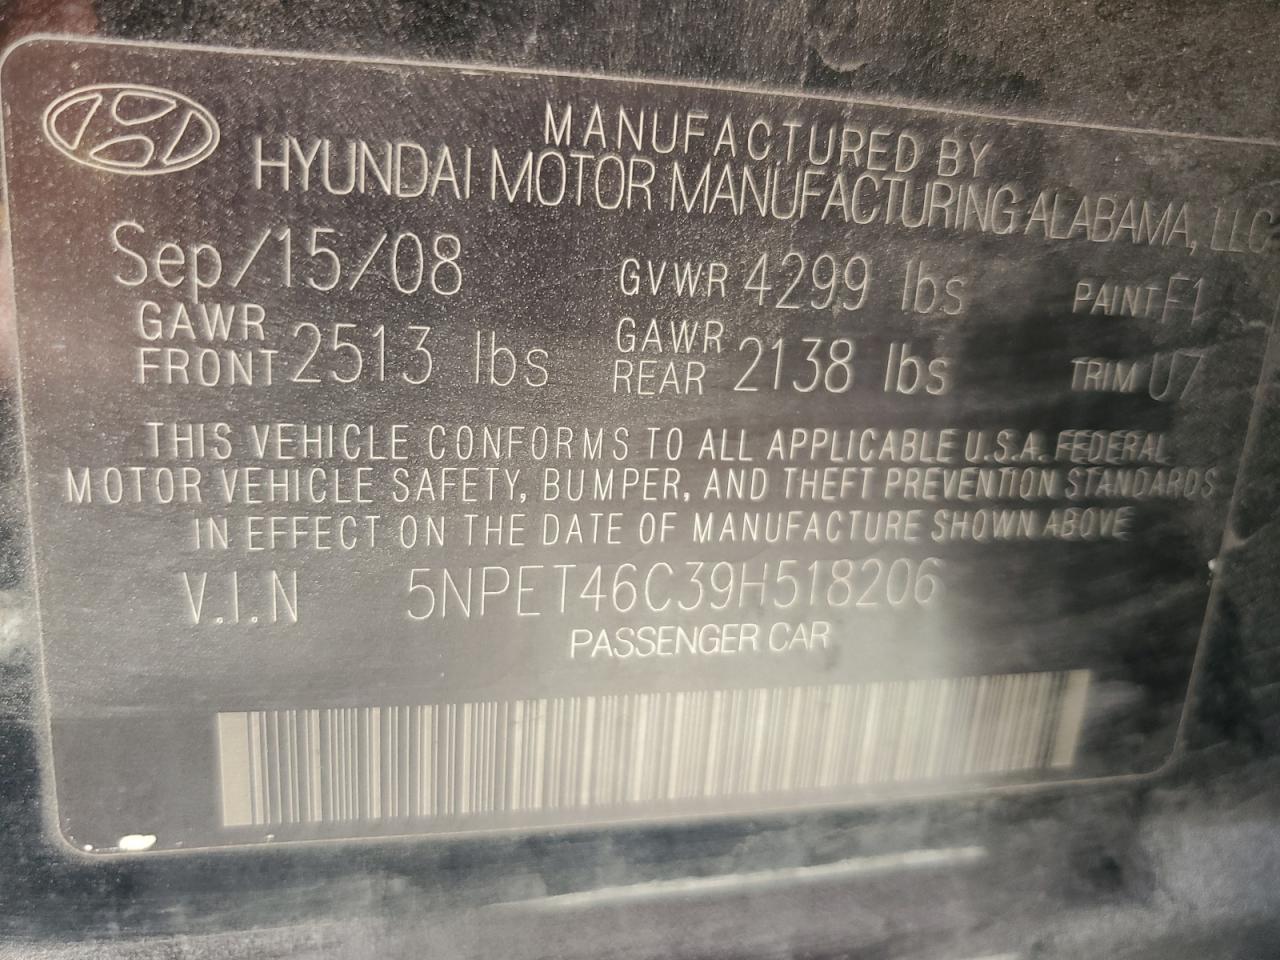 MANUFACTURED BY
HYUNDAI MOTOR MANUFACTURING ALABAMA, LLC
Sep/15/08 GVWR 4299 lbs PAINT F1
GAWR FRONT 2513 lbs GAWR REAR 2138 lbs TRIM U7
THIS VEHICLE CONFORMS TO ALL APPLICABLE U.S.A. FEDERAL
MOTOR VEHICLE SAFETY, BUMPER, AND THEFT PREVENTION STANDARDS
IN EFFECT ON THE DATE OF MANUFACTURE SHOWN ABOVE
V.I.N 5NPET46C39H518206
PASSENGER CAR